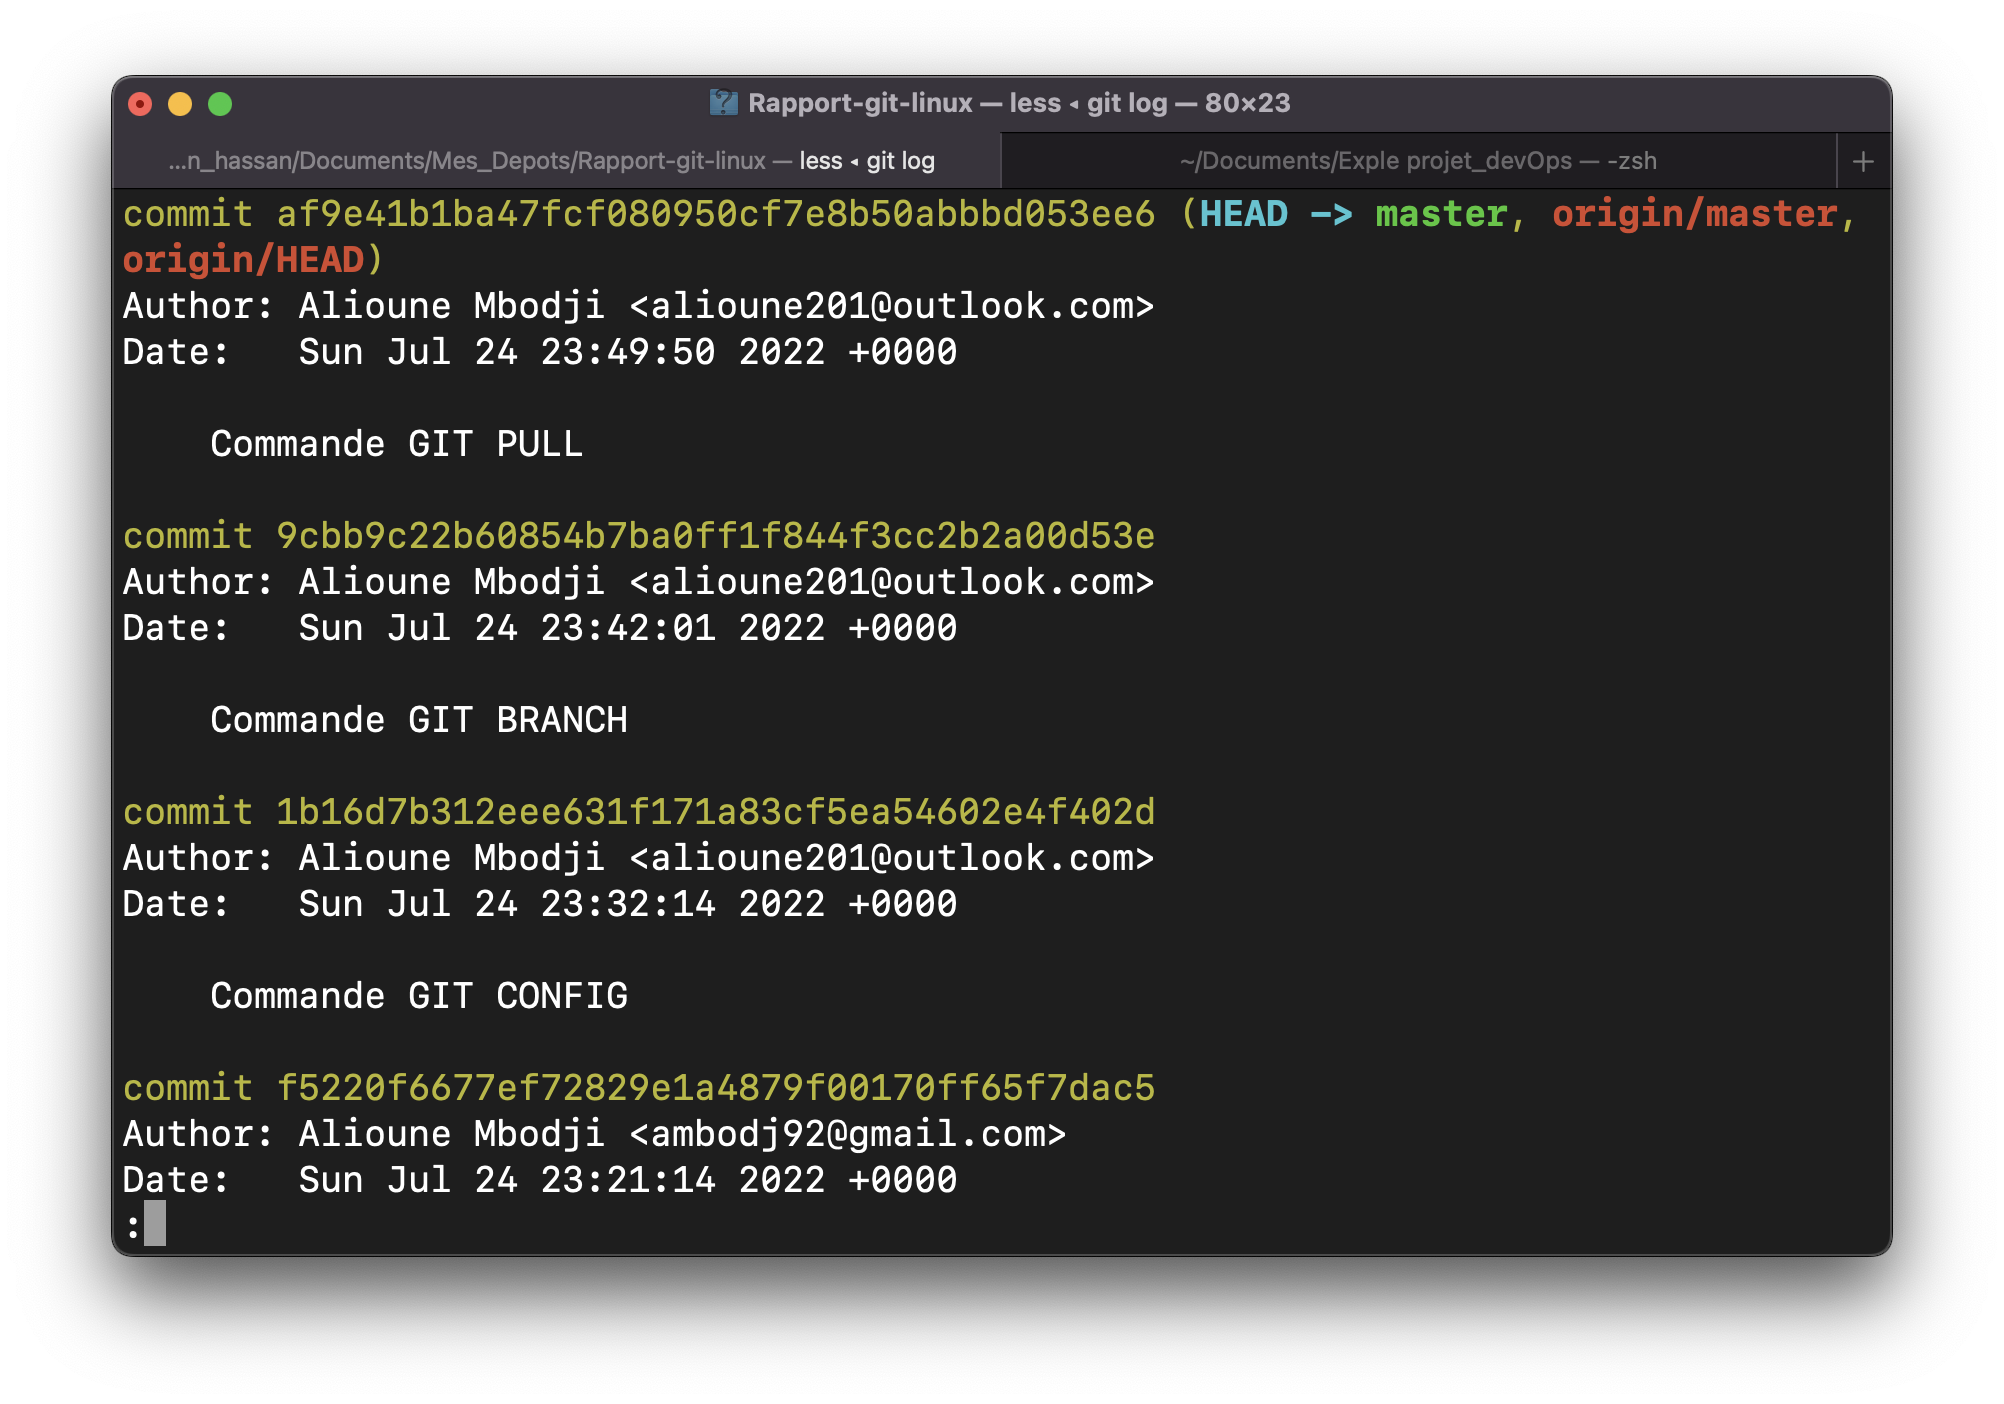 Rapport-git-linux — less ◂ git log — 80×23
...n_hassan/Documents/Mes_Depots/Rapport-git-linux — less ◂ git log
~/Documents/Exple projet_devOps — -zsh
commit af9e41b1ba47fcf080950cf7e8b50abbbd053ee6 (HEAD -> master, origin/master,
origin/HEAD)
Author: Alioune Mbodji <alioune201@outlook.com>
Date:   Sun Jul 24 23:49:50 2022 +0000
    Commande GIT PULL
commit 9cbb9c22b60854b7ba0ff1f844f3cc2b2a00d53e
Author: Alioune Mbodji <alioune201@outlook.com>
Date:   Sun Jul 24 23:42:01 2022 +0000
    Commande GIT BRANCH
commit 1b16d7b312eee631f171a83cf5ea54602e4f402d
Author: Alioune Mbodji <alioune201@outlook.com>
Date:   Sun Jul 24 23:32:14 2022 +0000
    Commande GIT CONFIG
commit f5220f6677ef72829e1a4879f00170ff65f7dac5
Author: Alioune Mbodji <ambodj92@gmail.com>
Date:   Sun Jul 24 23:21:14 2022 +0000
: